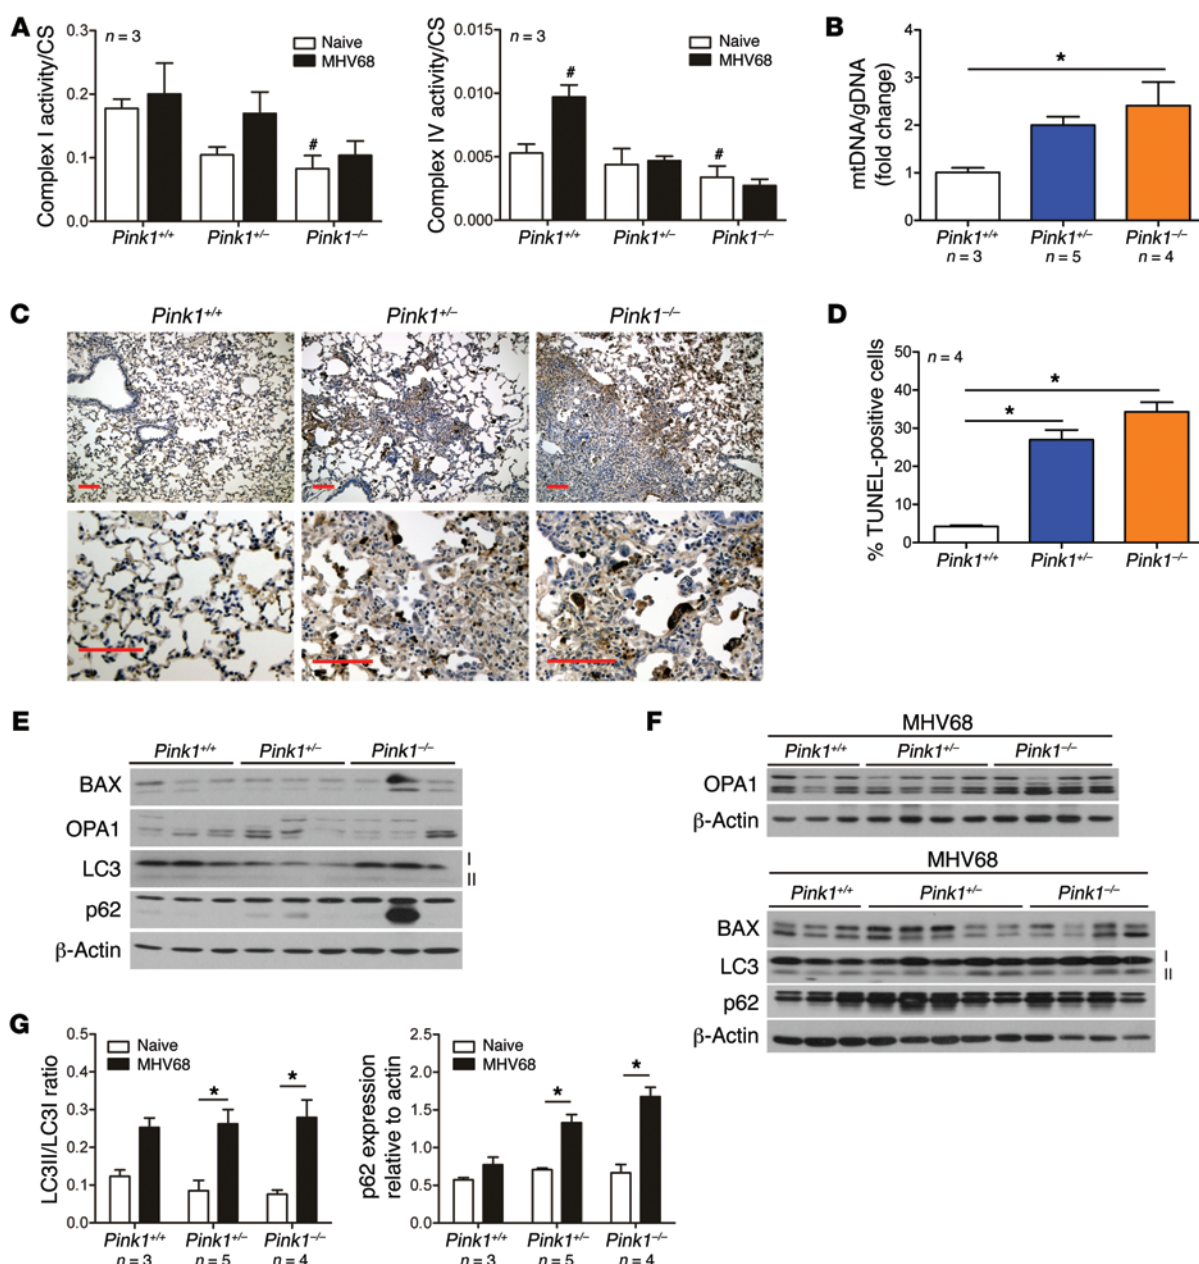 A
Complex I activity/CS
0.3
0.2
0.1
0.0
n = 3
Naive
MHV68
#
Pink1+/+
Pink1+/–
Pink1–/–
Complex IV activity/CS
0.015
0.010
0.005
0.000
n = 3
Naive
MHV68
#
#
Pink1+/+
Pink1+/–
Pink1–/–
B
mtDNA/gDNA
(fold change)
4
3
2
1
0
*
Pink1+/+
Pink1+/–
Pink1–/–
n = 3
n = 5
n = 4
C
Pink1+/+
Pink1+/–
Pink1–/–
D
% TUNEL-positive cells
50
40
30
20
10
0
n = 4
*
*
Pink1+/+
Pink1+/–
Pink1–/–
E
Pink1+/+
Pink1+/–
Pink1–/–
BAX
OPA1
LC3
I
II
p62
β-Actin
F
MHV68
Pink1+/+
Pink1+/–
Pink1–/–
OPA1
β-Actin
MHV68
Pink1+/+
Pink1+/–
Pink1–/–
BAX
LC3
I
II
p62
β-Actin
G
LC3II/LC3I ratio
0.5
0.4
0.3
0.2
0.1
0.0
Naive
MHV68
*
*
Pink1+/+
Pink1+/–
Pink1–/–
n = 3
n = 5
n = 4
p62 expression
relative to actin
2.5
2.0
1.5
1.0
0.5
0.0
Naive
MHV68
*
*
Pink1+/+
Pink1+/–
Pink1–/–
n = 3
n = 5
n = 4